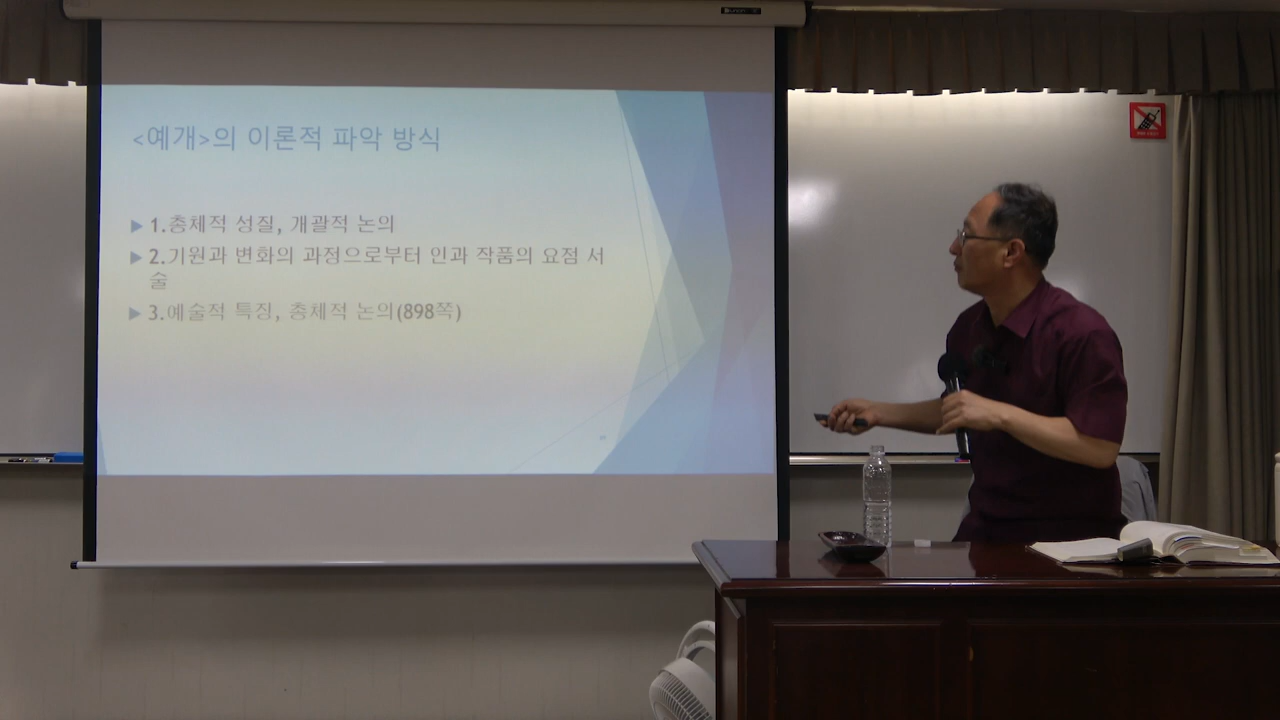 <예개>의 이론적 파악 방식
▶1.총체적 성질, 개괄적 논의
▶2.기원과 변화의 과정으로부터 인과 작품의 요점 서
술
▶3.예술적 특징, 총체적 논의(898쪽)